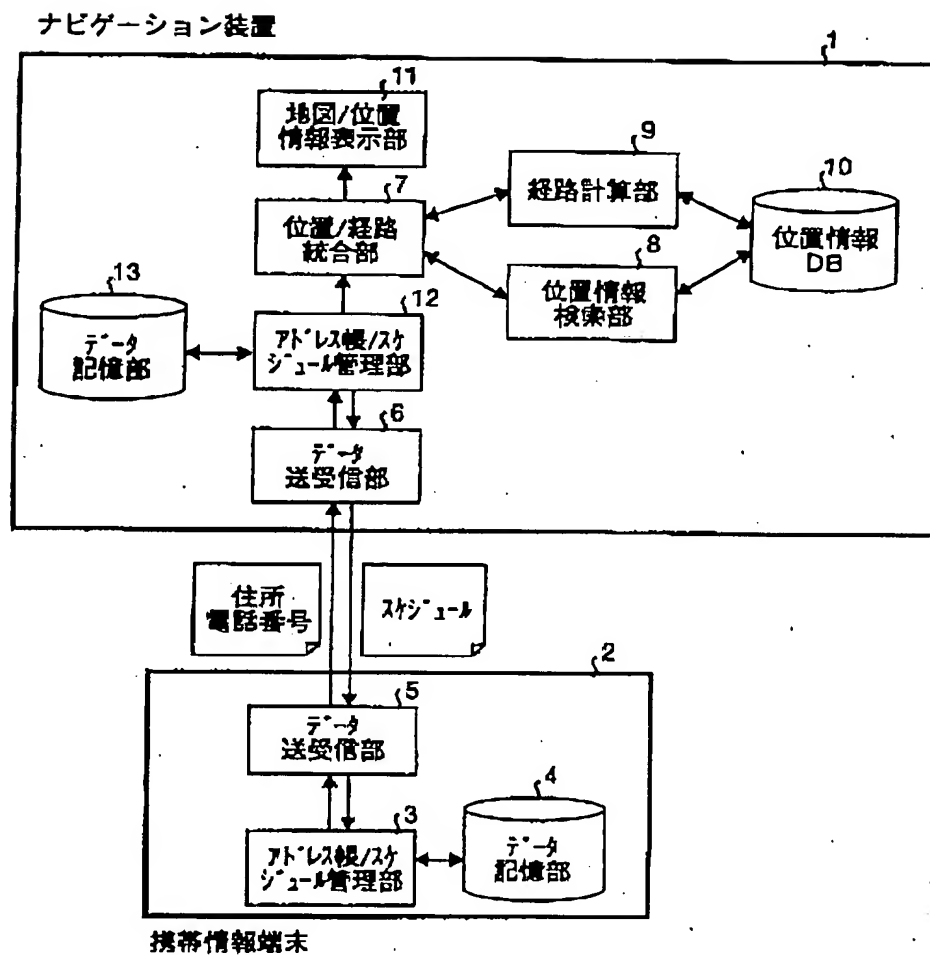 ナビゲーション装置
1
11
地図/位置
情報表示部
9
経路計算部
10
位置情報
DB
7
位置/経路
統合部
8
位置情報
検索部
13
データ
記憶部
12
アドレス帳/スケ
ジュール管理部
6
データ
送受信部
住所
電話番号
スケジュール
2
5
データ
送受信部
4
データ
記憶部
3
アドレス帳/スケ
ジュール管理部
携帯情報端末